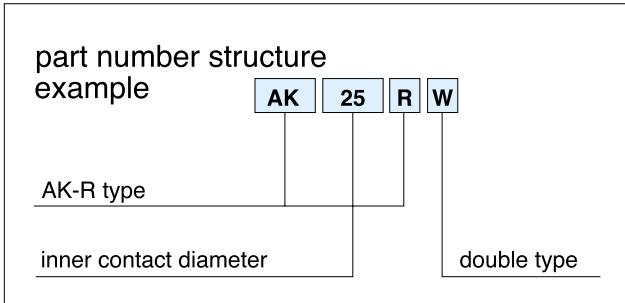 part number structure
example
AK 25 R W
AK-R type
inner contact diameter
double type